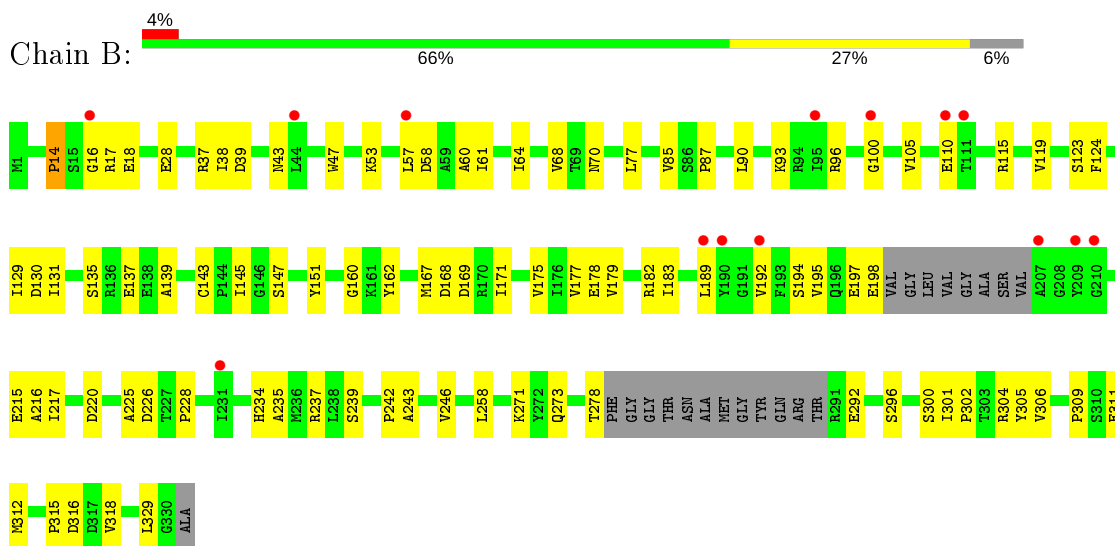 4%
Chain B:
66% 27% 6%
M1 P14 S15 G16 R17 E18 E28 R37 I38 D39 N43 L44 W47 K53 L57 D58 A59 A60 I61 I64 V68 T69 N70 L77 V85 S86 P87 L90 K93 R94 I95 R96 G100 V105 E110 T111 R115 V119 S123 F124
I129 D130 I131 S135 R136 E137 E138 A139 C143 P144 I145 G146 S147 Y151 G160 K161 Y162 M167 D168 D169 R170 I171 V175 I176 V177 E178 V179 R182 I183 L189 Y190 G191 V192 F193 S194 V195 Q196 E197 E198 VAL GLY LEU VAL GLY ALA SER VAL A207 G208 Y209 G210
E215 A216 I217 D220 A225 D226 T227 P228 I231 H234 A235 M236 R237 L238 S239 P242 A243 V246 L258 K271 Y272 Q273 T278 PHE GLY GLY THR ASN ALA MET GLY TYR GLN ARG THR R291 E292 S296 S300 I301 P302 T303 R304 Y305 V306 P309 S310
M312 P315 D316 D317 V318 L329 G330 ALA